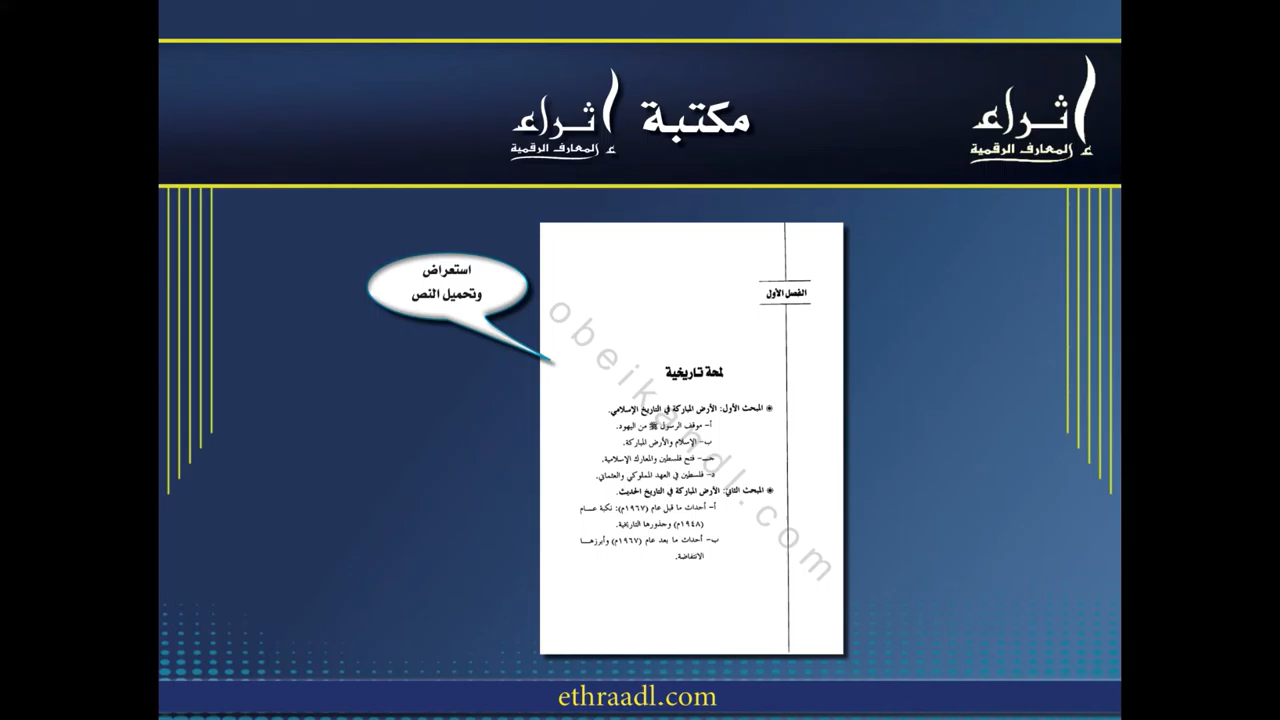 إثراء
المعارف الرقمية
مكتبة إثراء
المعارف الرقمية
استعراض
وتحميل النص
الفصل الأول
لمحة تاريخية
المبحث الأول: الأرض المباركة في التاريخ الإسلامي.
أ- موقف الرسول ﷺ من اليهود.
ب- الإسلام والأرض المباركة.
جـ- فتح فلسطين والمعارك الإسلامية.
د- فلسطين في العهد المملوكي والعثماني.
المبحث الثاني: الأرض المباركة في التاريخ الحديث.
أ- أحداث ما قبل عام (١٩٦٧م): نكبة عــام
(١٩٤٨م) وجذورها التاريخية.
ب- أحداث ما بعد عام (١٩٦٧م) وأبرزهــا
الانتفاضة.
obeikandl.com
ethraadl.com